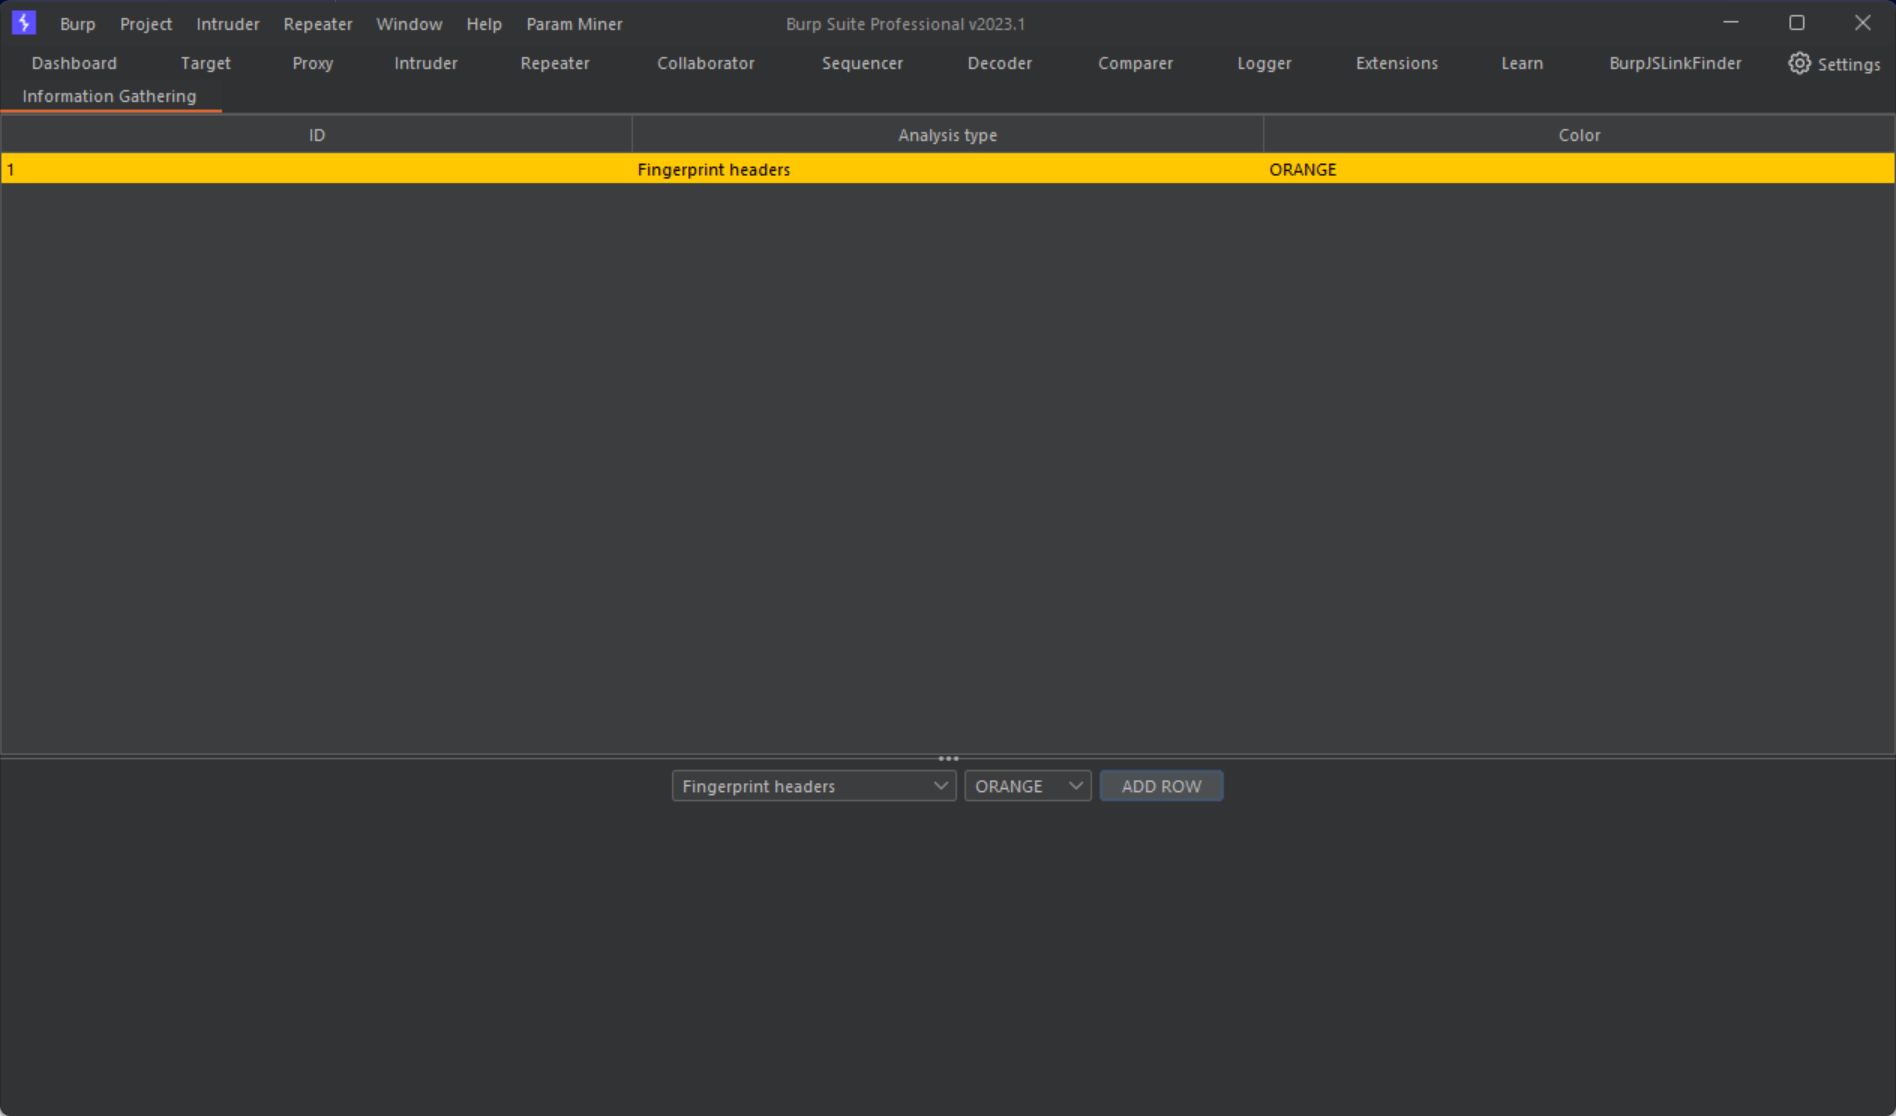 Burp Project Intruder Repeater Window Help Param Miner Burp Suite Professional v2023.1
Dashboard Target Proxy Intruder Repeater Collaborator Sequencer Decoder Comparer Logger Extensions Learn BurpJSLinkFinder Settings
Information Gathering
ID Analysis type Color
1 Fingerprint headers ORANGE
Fingerprint headers ORANGE ADD ROW